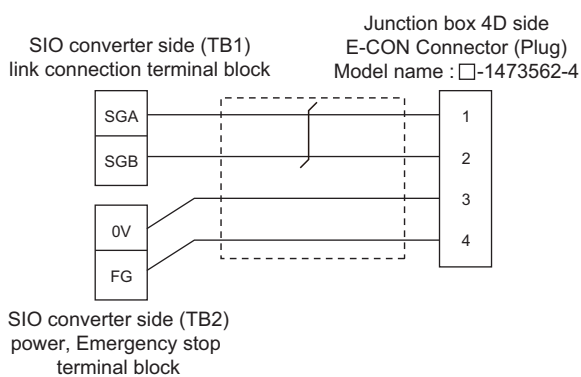 Junction box 4D side
E-CON Connector (Plug)
Model name : □-1473562-4
SIO converter side (TB1)
link connection terminal block
SGA
SGB
0V
FG
1
2
3
4
SIO converter side (TB2)
power, Emergency stop
terminal block